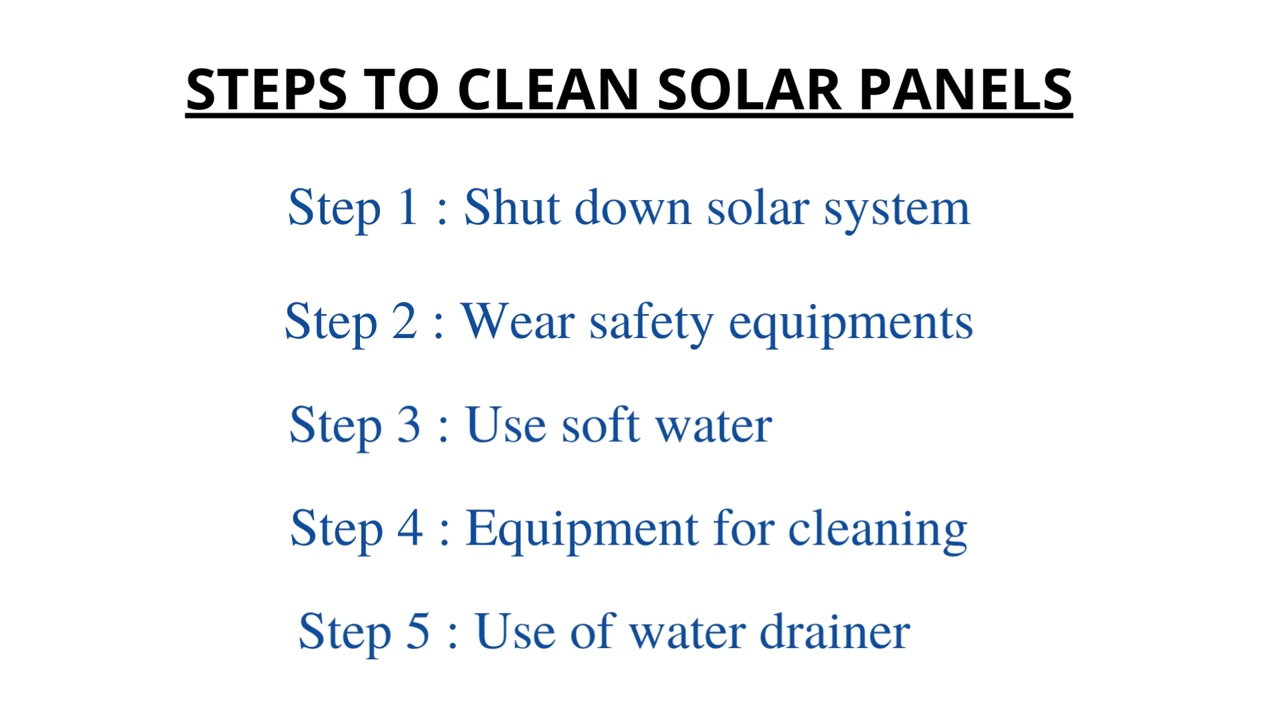 STEPS TO CLEAN SOLAR PANELS
Step 1 : Shut down solar system
Step 2 : Wear safety equipments
Step 3 : Use soft water
Step 4 : Equipment for cleaning
Step 5 : Use of water drainer